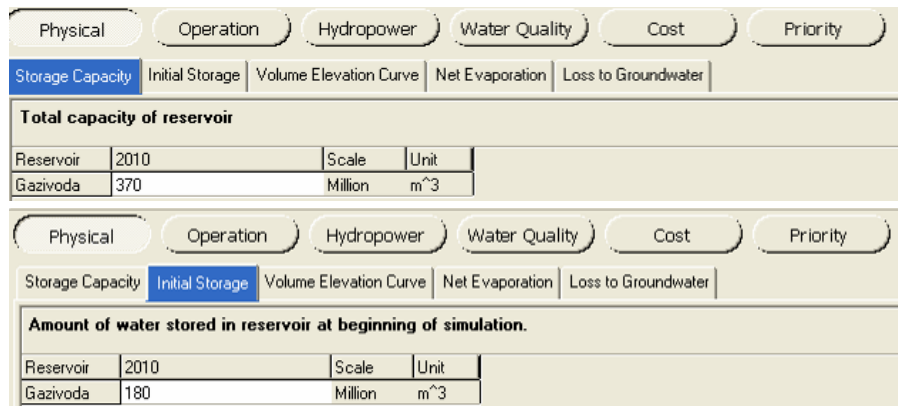 Physical Operation Hydropower Water Quality Cost Priority
Storage Capacity Initial Storage Volume Elevation Curve Net Evaporation Loss to Groundwater
Total capacity of reservoir
Reservoir 2010 Scale Unit
Gazivoda 370 Million m^3
Physical Operation Hydropower Water Quality Cost Priority
Storage Capacity Initial Storage Volume Elevation Curve Net Evaporation Loss to Groundwater
Amount of water stored in reservoir at beginning of simulation.
Reservoir 2010 Scale Unit
Gazivoda 180 Million m^3